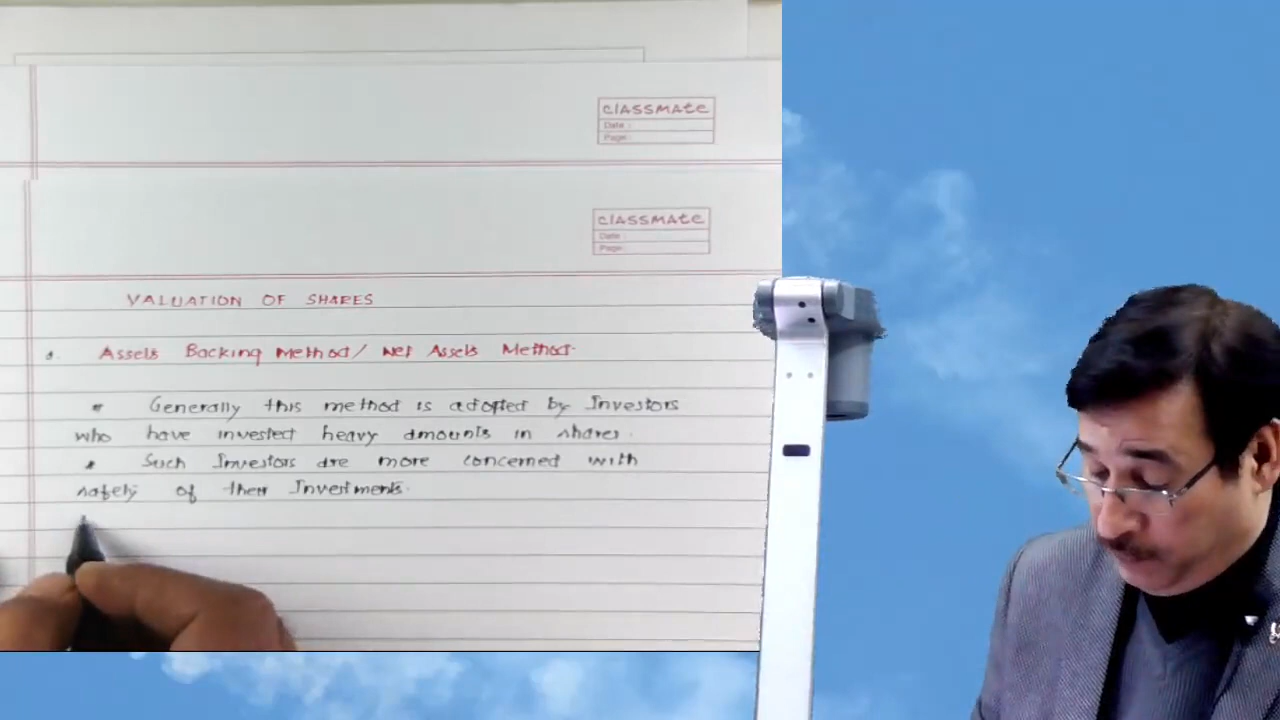 classmate
Date :
Page :
classmate
Date :
Page :
VALUATION OF SHARES
Assets Backing Method/ Net Assets Method.
* Generally this method is adopted by Investors
who have invested heavy amounts in shares.
* Such Investors are more concerned with
safety of their Investments.